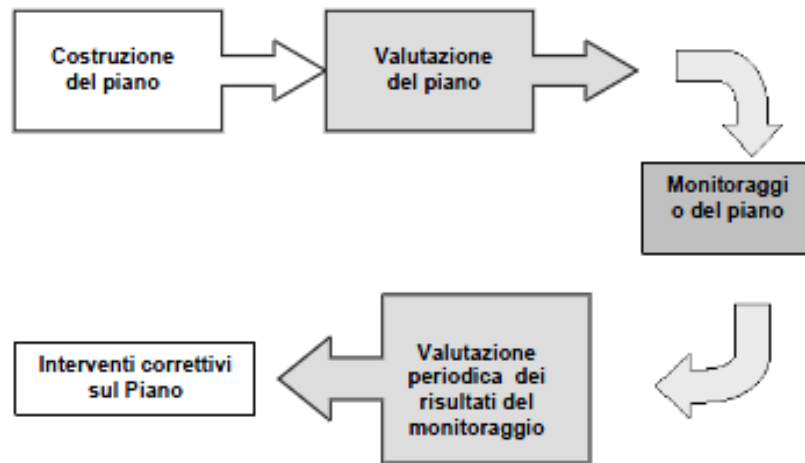 Costruzione
del piano
Valutazione
del piano
Monitoraggi
o del piano
Valutazione
periodica dei
risultati del
monitoraggio
Interventi correttivi
sul Piano